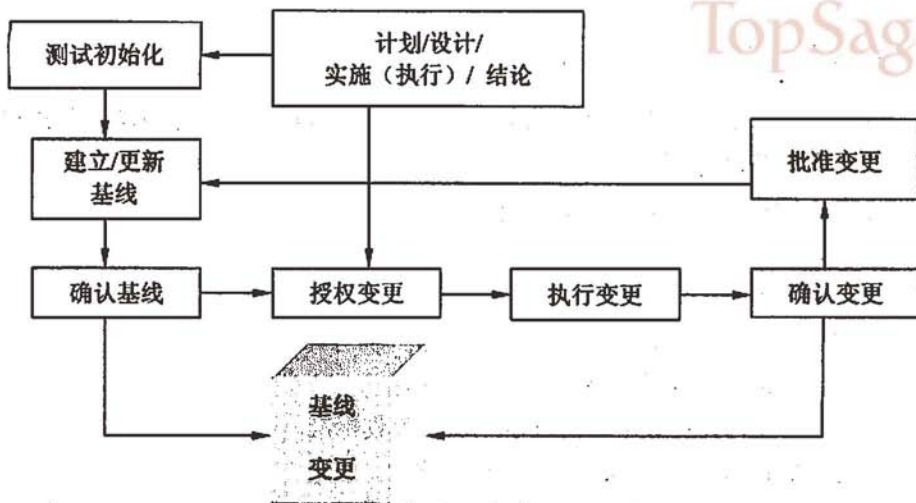 TopSag
测试初始化
计划/设计/
实施（执行）/ 结论
建立/更新
基线
批准变更
确认基线
授权变更
执行变更
确认变更
基线
变更